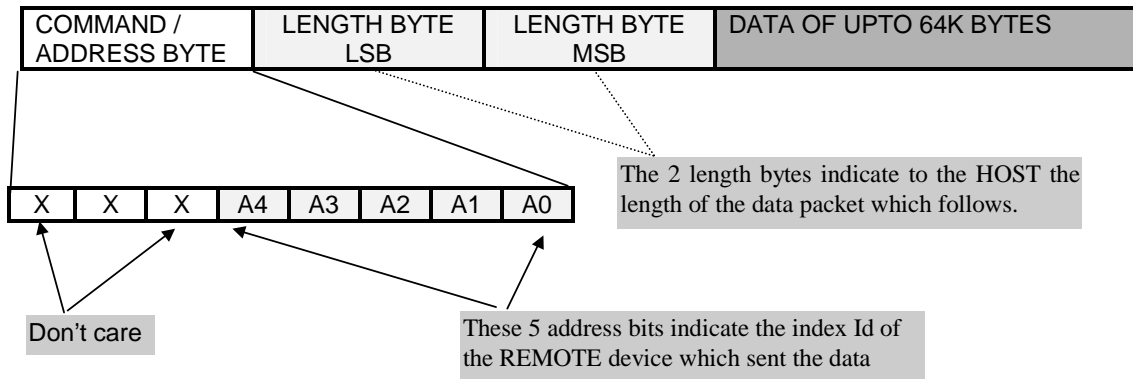 COMMAND /
ADDRESS BYTE
LENGTH BYTE
LSB
LENGTH BYTE
MSB
DATA OF UPTO 64K BYTES
The 2 length bytes indicate to the HOST the
length of the data packet which follows.
X X X A4 A3 A2 A1 A0
Don't care
These 5 address bits indicate the index Id of
the REMOTE device which sent the data